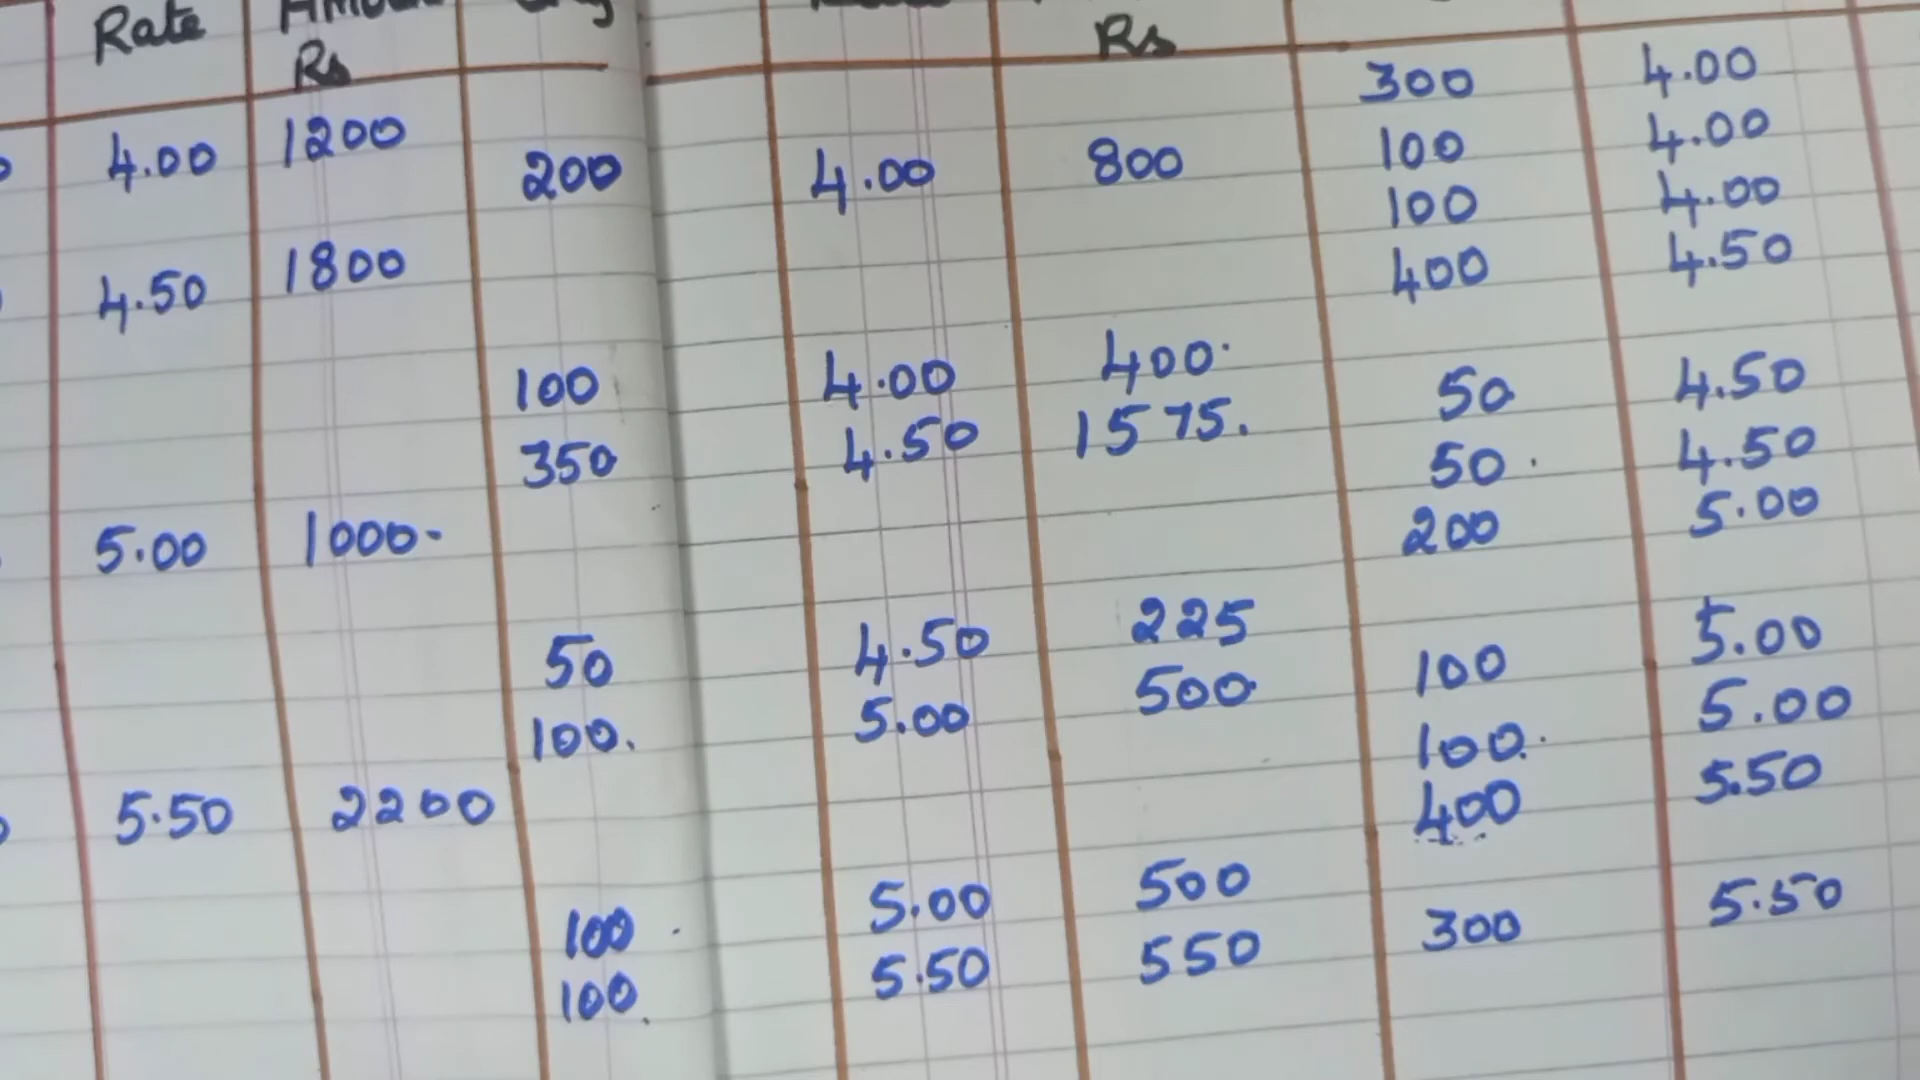 Rate Rs Rs
300 4.00
4.00 1200 200 4.00 800 100 4.00
100 4.00
4.50 1800 400 4.50
100 4.00 400. 50 4.50
350 4.50 1575. 50. 4.50
5.00 1000- 200 5.00
50 4.50 225 100 5.00
100. 5.00 500 100. 5.00
5.50 2200 400 5.50
100. 5.00 500 300 5.50
100. 5.50 550